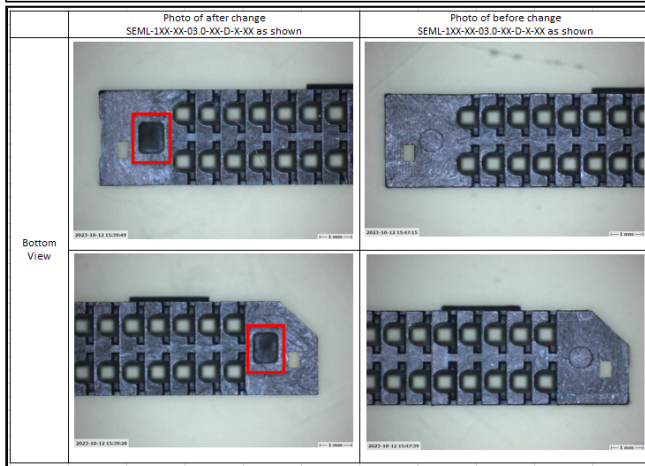 Photo of after change
SEML-1XX-XX-03.0-XX-D-X-XX as shown
Photo of before change
SEML-1XX-XX-03.0-XX-D-X-XX as shown
Bottom
View
2023-10-12 15:39:49
1 mm
2023-10-12 15:47:15
1 mm
2023-10-12 15:39:28
1 mm
2023-10-12 15:47:39
1 mm